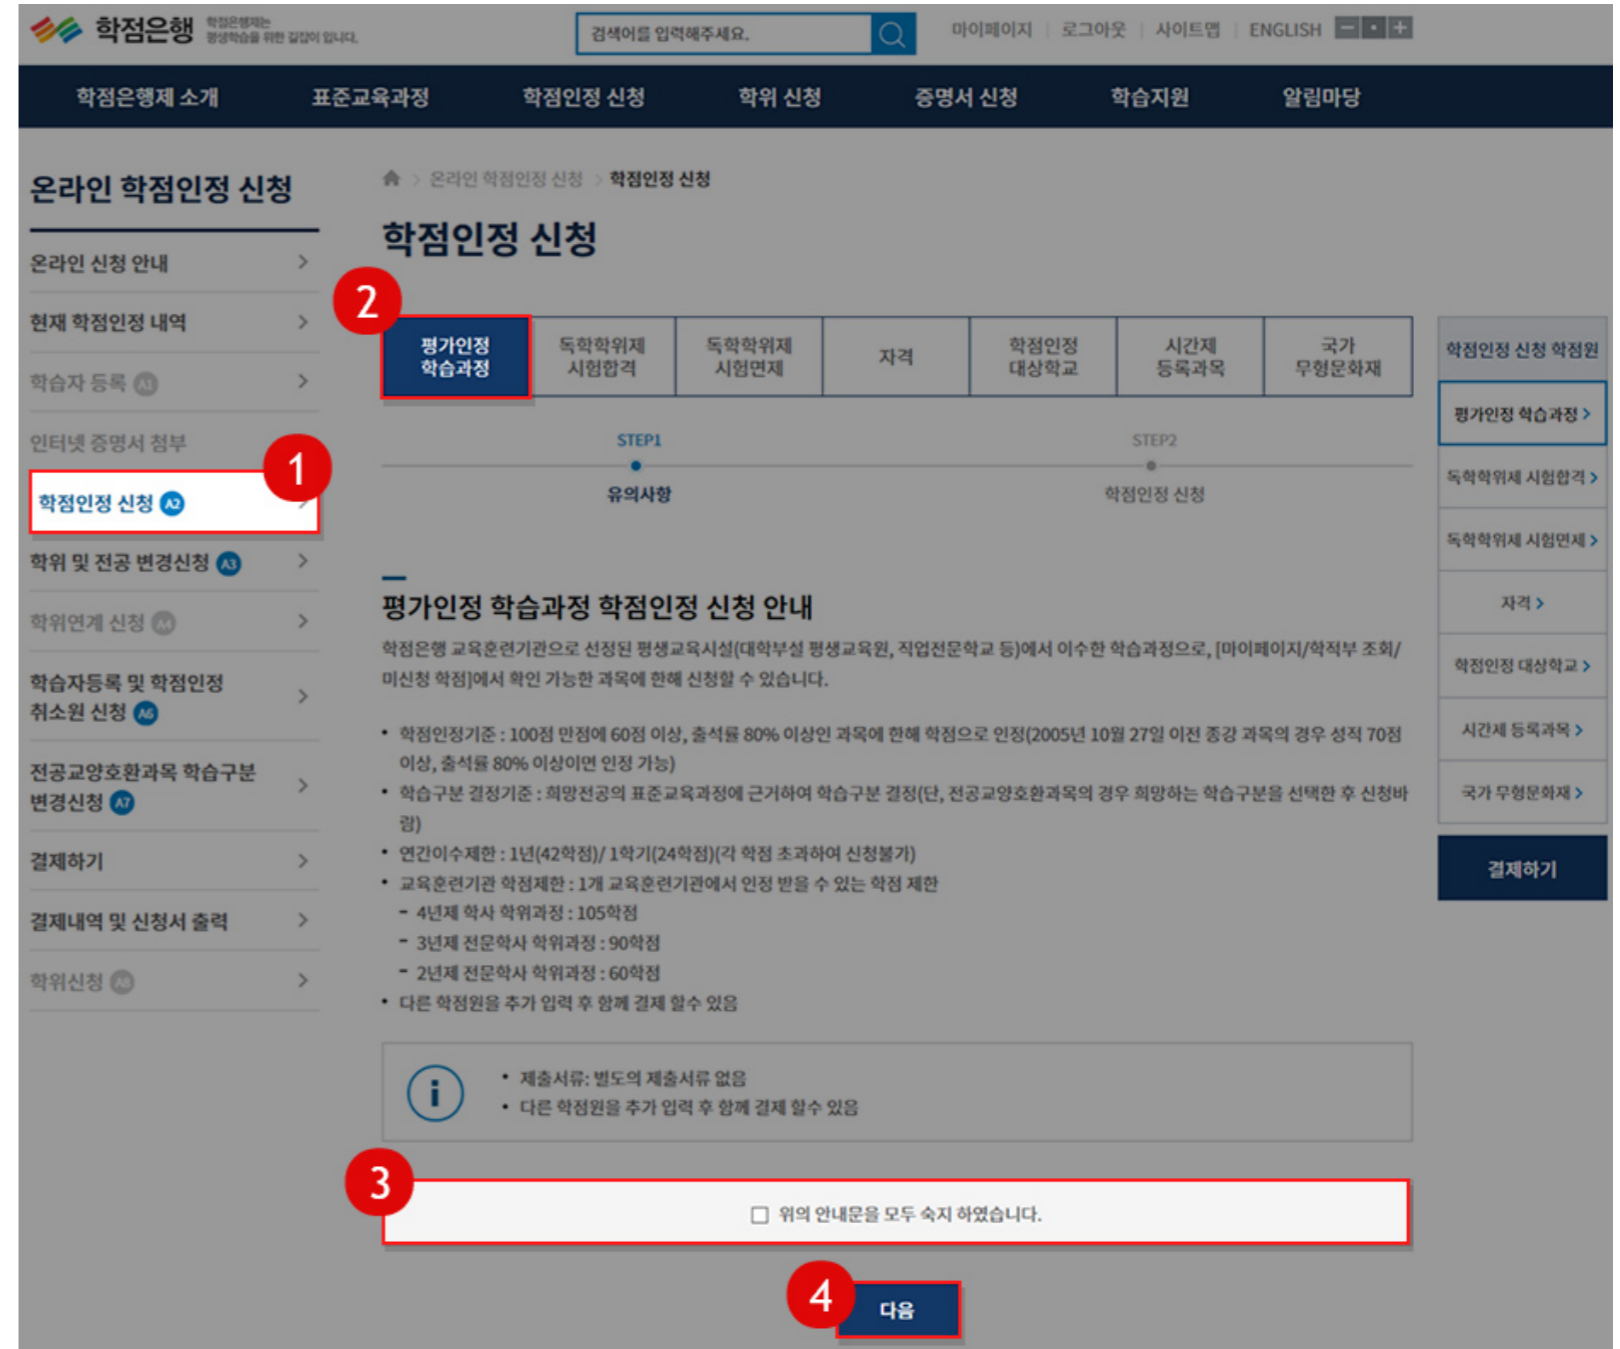 학점은행 학점은행제는
평생학습을 위한 길잡이 입니다.
검색어를 입력해주세요.
마이페이지 | 로그아웃 | 사이트맵 | ENGLISH
학점은행제 소개 표준교육과정 학점인정 신청 학위 신청 증명서 신청 학습지원 알림마당
온라인 학점인정 신청
온라인 신청 안내 >
현재 학점인정 내역 >
학습자 등록 A1 >
인터넷 증명서 첨부
1
학점인정 신청 A2
학위 및 전공 변경신청 A3 >
학위연계 신청 A4 >
학습자등록 및 학점인정
취소원 신청 A6 >
전공교양호환과목 학습구분
변경신청 A7 >
결제하기 >
결제내역 및 신청서 출력 >
학위신청 >
> 온라인 학점인정 신청 > 학점인정 신청
학점인정 신청
2
평가인정
학습과정
독학학위제
시험합격
독학학위제
시험면제
자격
학점인정
대상학교
시간제
등록과목
국가
무형문화재
STEP1
유의사항
STEP2
학점인정 신청
평가인정 학습과정 학점인정 신청 안내
학점은행 교육훈련기관으로 선정된 평생교육시설(대학부설 평생교육원, 직업전문학교 등)에서 이수한 학습과정으로, [마이페이지/학적부 조회/
미신청 학점]에서 확인 가능한 과목에 한해 신청할 수 있습니다.
• 학점인정기준 : 100점 만점에 60점 이상, 출석률 80% 이상인 과목에 한해 학점으로 인정(2005년 10월 27일 이전 종강 과목의 경우 성적 70점
이상, 출석률 80% 이상이면 인정 가능)
• 학습구분 결정기준 : 희망전공의 표준교육과정에 근거하여 학습구분 결정(단, 전공교양호환과목의 경우 희망하는 학습구분을 선택한 후 신청바
람)
• 연간이수제한 : 1년(42학점)/ 1학기(24학점)(각 학점 초과하여 신청불가)
• 교육훈련기관 학점제한 : 1개 교육훈련기관에서 인정 받을 수 있는 학점 제한
- 4년제 학사 학위과정 : 105학점
- 3년제 전문학사 학위과정 : 90학점
- 2년제 전문학사 학위과정 : 60학점
• 다른 학점원을 추가 입력 후 함께 결제 할수 있음
i
• 제출서류: 별도의 제출서류 없음
• 다른 학점원을 추가 입력 후 함께 결제 할수 있음
3
위의 안내문을 모두 숙지 하였습니다.
4
다음
학점인정 신청 학점원
평가인정 학습과정 >
독학학위제 시험합격 >
독학학위제 시험면제 >
자격 >
학점인정 대상학교 >
시간제 등록과목 >
국가 무형문화재 >
결제하기